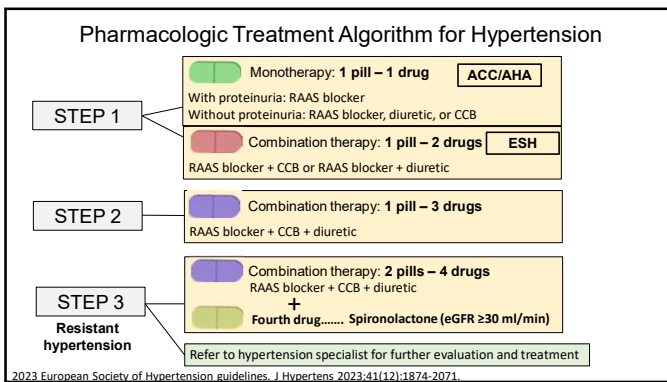 Pharmacologic Treatment Algorithm for Hypertension
STEP 1
Monotherapy: 1 pill – 1 drug
ACC/AHA
With proteinuria: RAAS blocker
Without proteinuria: RAAS blocker, diuretic, or CCB
Combination therapy: 1 pill – 2 drugs
ESH
RAAS blocker + CCB or RAAS blocker + diuretic
STEP 2
Combination therapy: 1 pill – 3 drugs
RAAS blocker + CCB + diuretic
STEP 3
Resistant
hypertension
Combination therapy: 2 pills – 4 drugs
RAAS blocker + CCB + diuretic
+
Fourth drug....... Spironolactone (eGFR ≥30 ml/min)
Refer to hypertension specialist for further evaluation and treatment
2023 European Society of Hypertension guidelines. J Hypertens 2023;41(12):1874-2071.